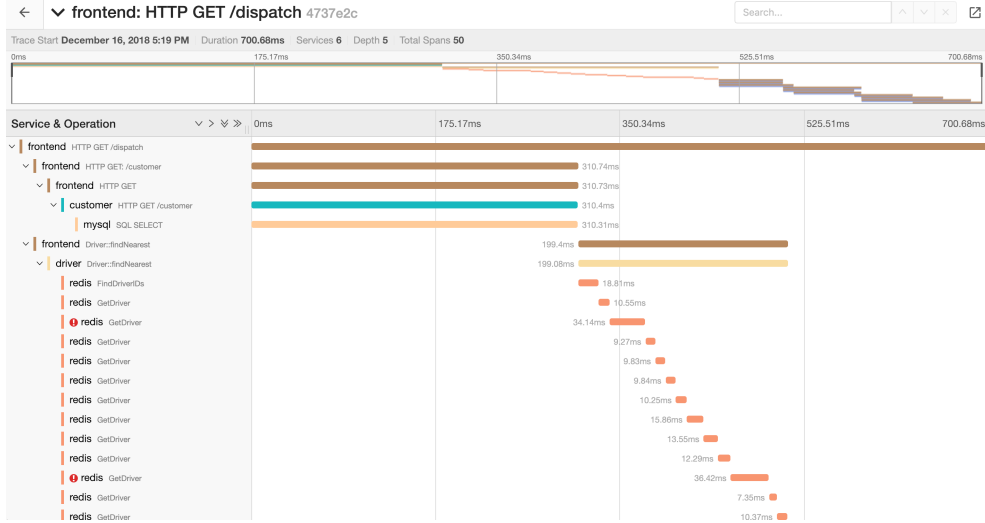 frontend: HTTP GET /dispatch 4737e2c
Search...
Trace Start December 16, 2018 5:19 PM Duration 700.68ms Services 6 Depth 5 Total Spans 50
0ms 175.17ms 350.34ms 525.51ms 700.68ms
Service & Operation 0ms 175.17ms 350.34ms 525.51ms 700.68ms
frontend HTTP GET /dispatch
frontend HTTP GET: /customer 310.74ms
frontend HTTP GET 310.73ms
customer HTTP GET /customer 310.4ms
mysql SQL SELECT 310.31ms
frontend Driver::findNearest 199.4ms
driver Driver::findNearest 199.08ms
redis FindDriverIDs 18.81ms
redis GetDriver 10.55ms
redis GetDriver 34.14ms
redis GetDriver 9.27ms
redis GetDriver 9.83ms
redis GetDriver 9.84ms
redis GetDriver 10.25ms
redis GetDriver 15.86ms
redis GetDriver 13.55ms
redis GetDriver 12.29ms
redis GetDriver 36.42ms
redis GetDriver 7.35ms
redis GetDriver 10.37ms